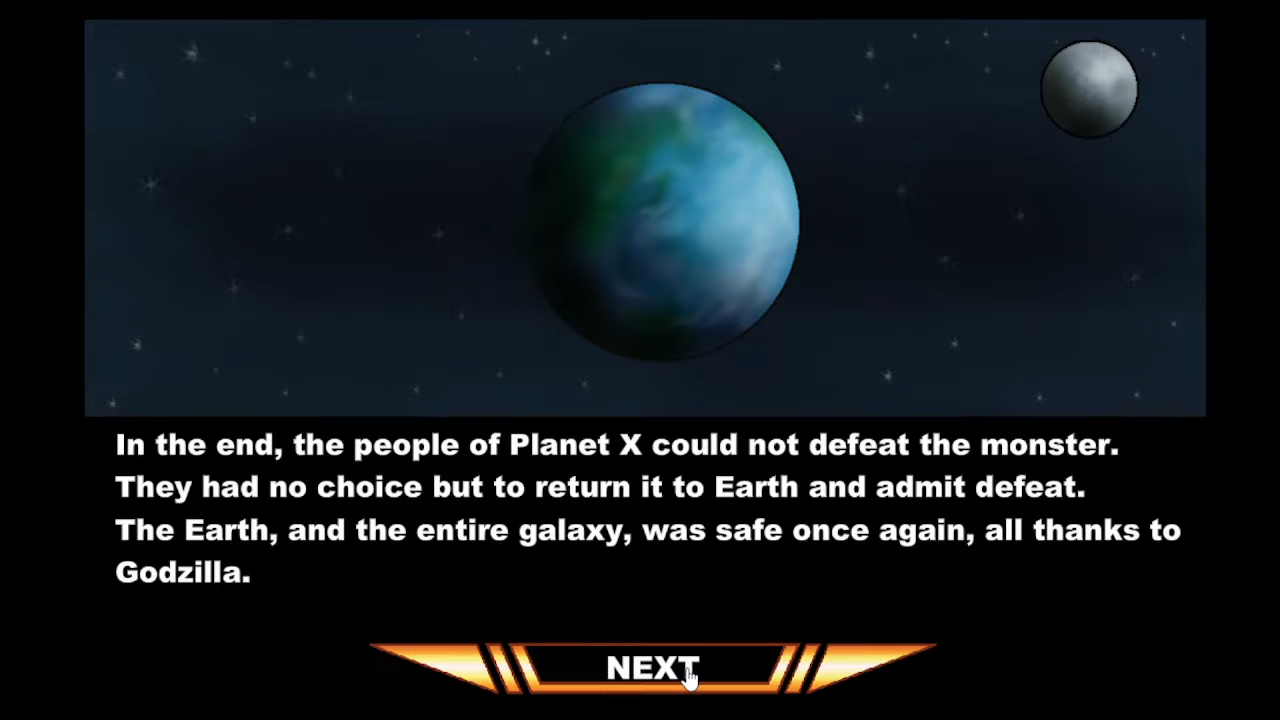 In the end, the people of Planet X could not defeat the monster.
They had no choice but to return it to Earth and admit defeat.
The Earth, and the entire galaxy, was safe once again, all thanks to
Godzilla.
NEXT